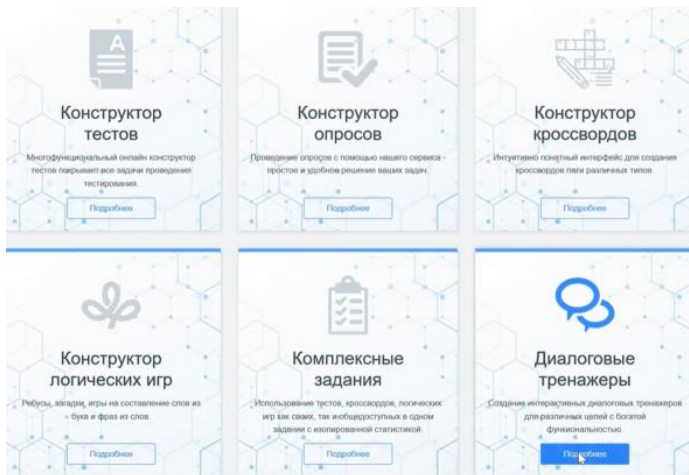 A
Конструктор
тестов
Многофункциональный онлайн конструктор
тестов покрывает все задачи проведения
тестирования.
Подробнее
Конструктор
опросов
Проведение опросов с помощью нашего сервиса -
простое и удобное решение ваших задач.
Подробнее
Конструктор
кроссвордов
Интуитивно понятный интерфейс для создания
кроссвордов пяти различных типов.
Подробнее
Конструктор
логических игр
Ребусы, загадки, игры на составление слов из
букв и фраз из слов.
Подробнее
Комплексные
задания
Использование тестов, кроссвордов, логических
игр как своих, так и общедоступных в одном
задании с изолированной статистикой.
Подробнее
Диалоговые
тренажеры
Создание интерактивных диалоговых тренажеров
для различных целей с богатой
функциональностью.
Подробнее